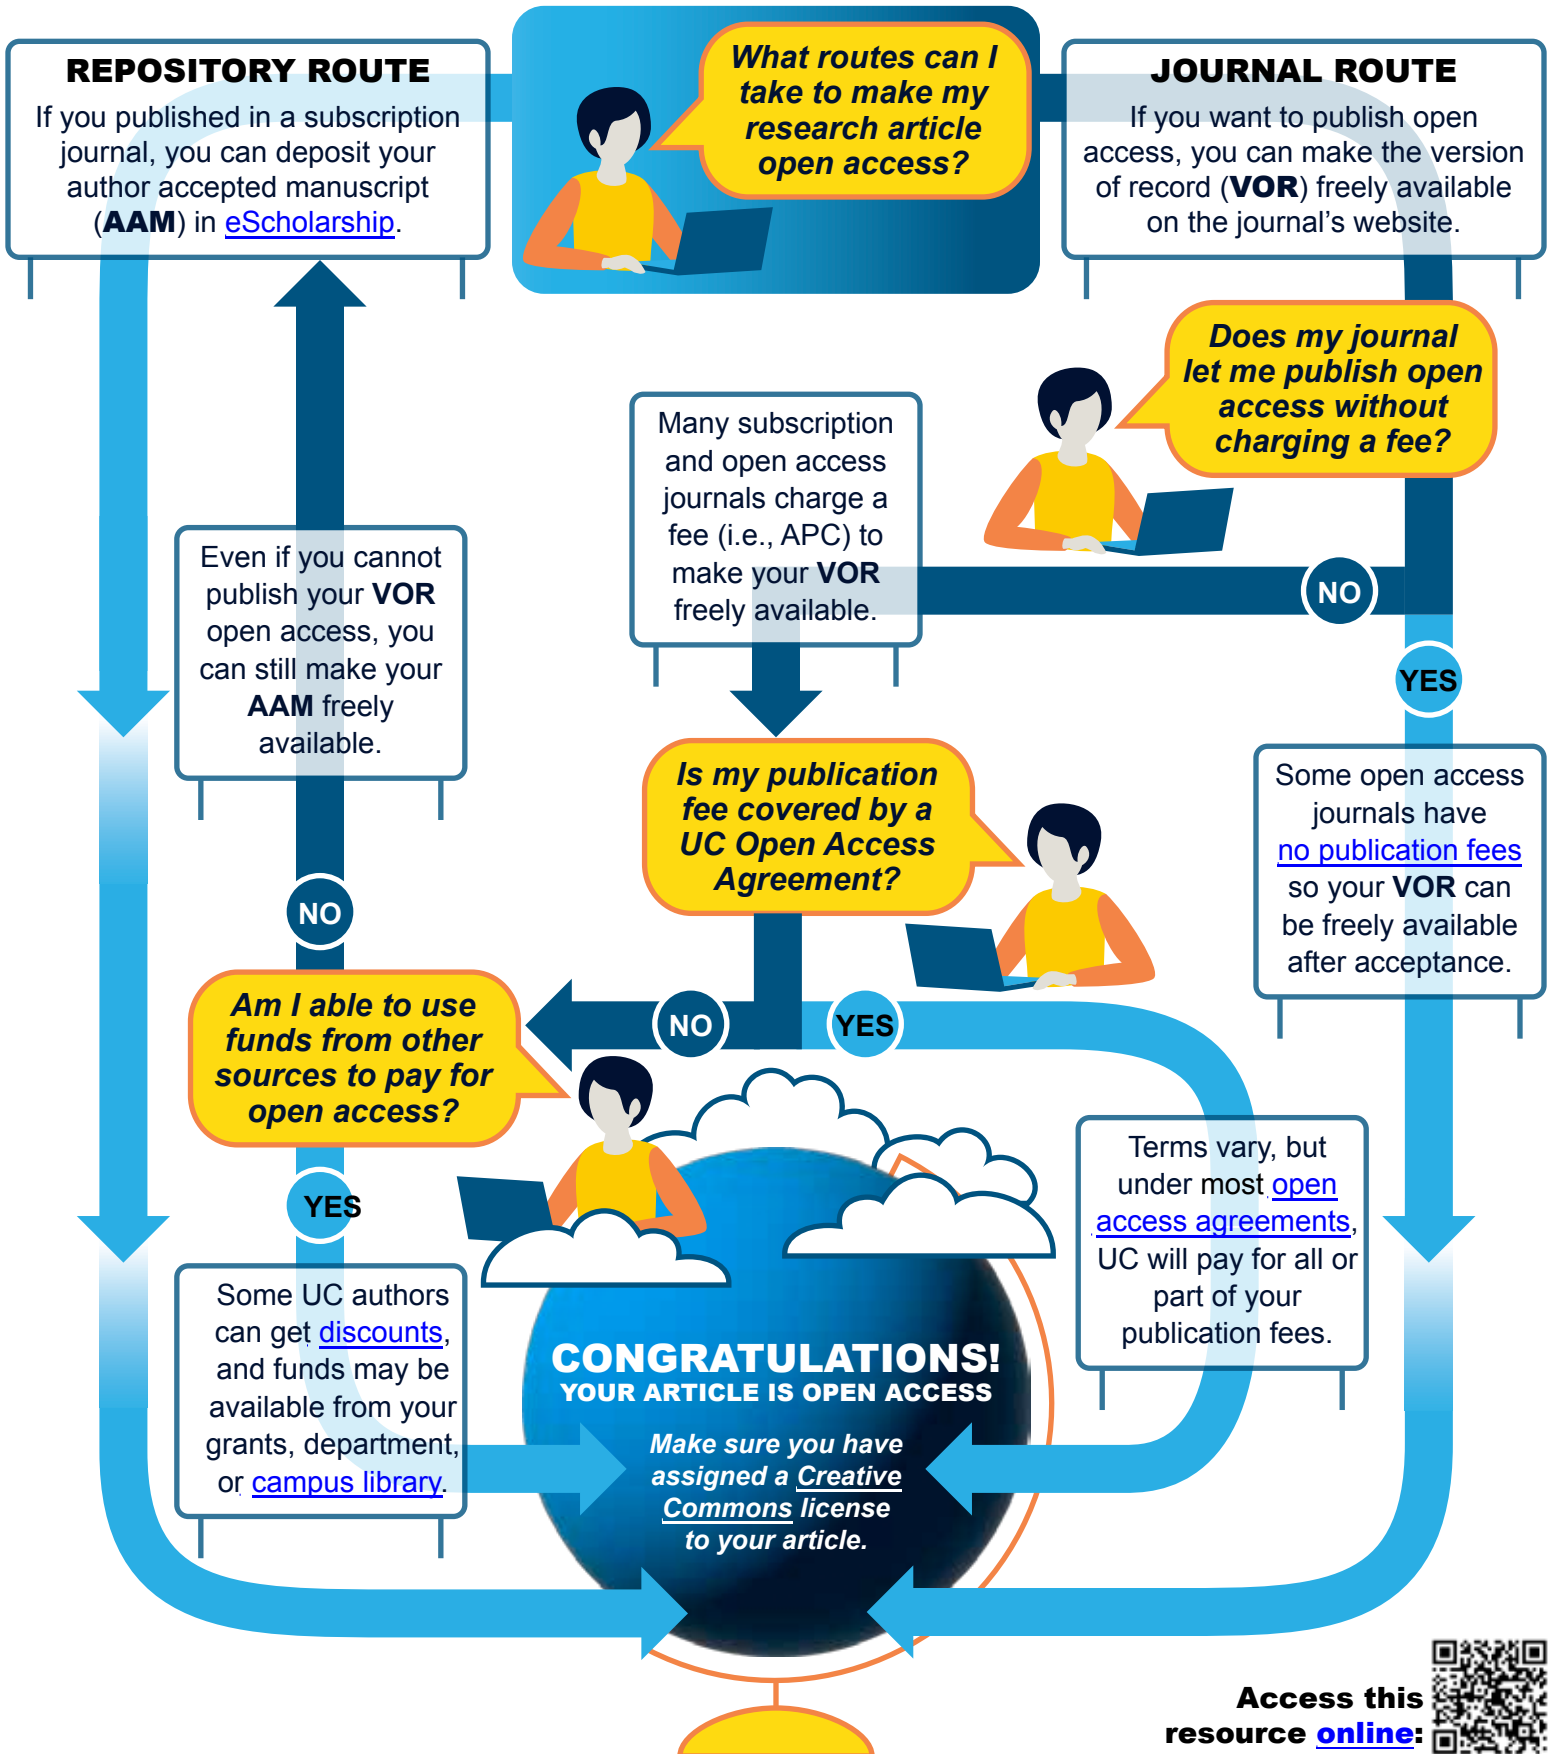 What routes can I
take to make my
research article
open access?
REPOSITORY ROUTE
If you published in a subscription
journal, you can deposit your
author accepted manuscript
(AAM) in eScholarship.
JOURNAL ROUTE
If you want to publish open
access, you can make the version
of record (VOR) freely available
on the journal's website.
Does my journal
let me publish open
access without
charging a fee?
Many subscription
and open access
journals charge a
fee (i.e., APC) to
make your VOR
freely available.
NO
YES
Even if you cannot
publish your VOR
open access, you
can still make your
AAM freely
available.
Is my publication
fee covered by a
UC Open Access
Agreement?
Some open access
journals have
no publication fees
so your VOR can
be freely available
after acceptance.
NO
Am I able to use
funds from other
sources to pay for
open access?
NO
YES
YES
Terms vary, but
under most open
access agreements,
UC will pay for all or
part of your
publication fees.
Some UC authors
can get discounts,
and funds may be
available from your
grants, department,
or campus library.
CONGRATULATIONS!
YOUR ARTICLE IS OPEN ACCESS
Make sure you have
assigned a Creative
Commons license
to your article.
Access this
resource online: